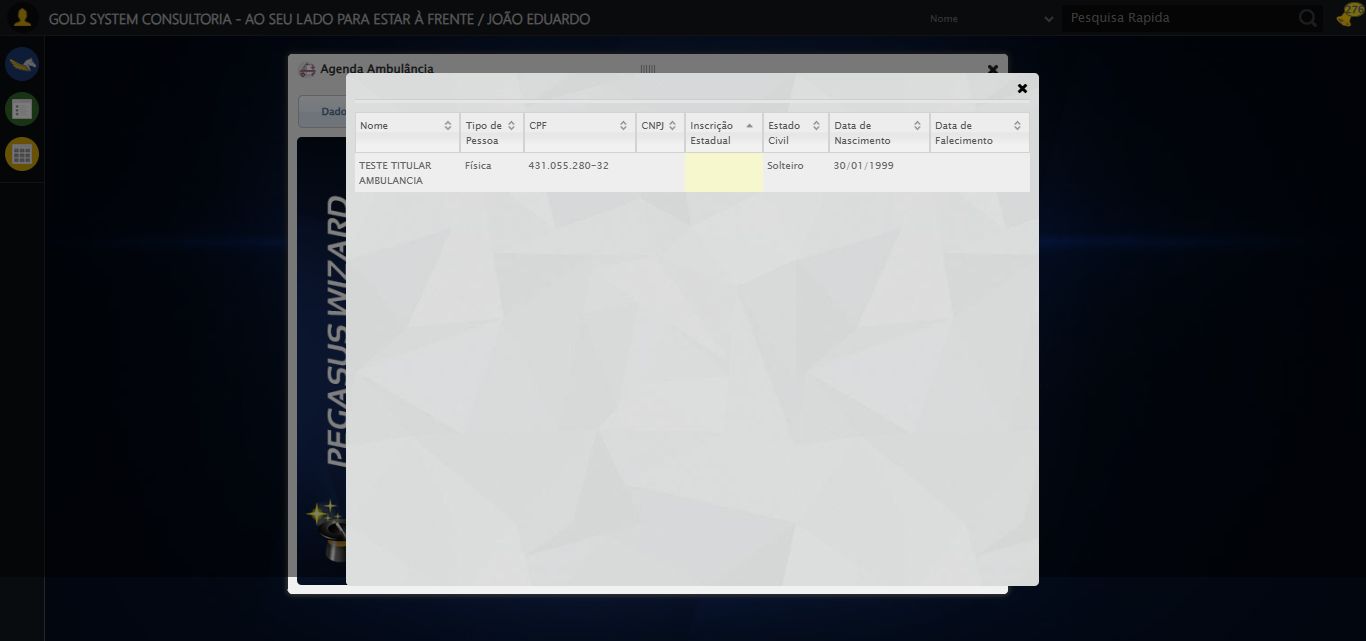 GOLD SYSTEM CONSULTORIA - AO SEU LADO PARA ESTAR À FRENTE / JOÃO EDUARDO
Nome
Pesquisa Rapida
276
Agenda Ambulância
Dado
PEGASUS WIZARD
Nome
Tipo de
Pessoa
CPF
CNPJ
Inscrição
Estadual
Estado
Civil
Data de
Nascimento
Data de
Falecimento
TESTE TITULAR
AMBULANCIA
Física
431.055.280-32
Solteiro
30/01/1999